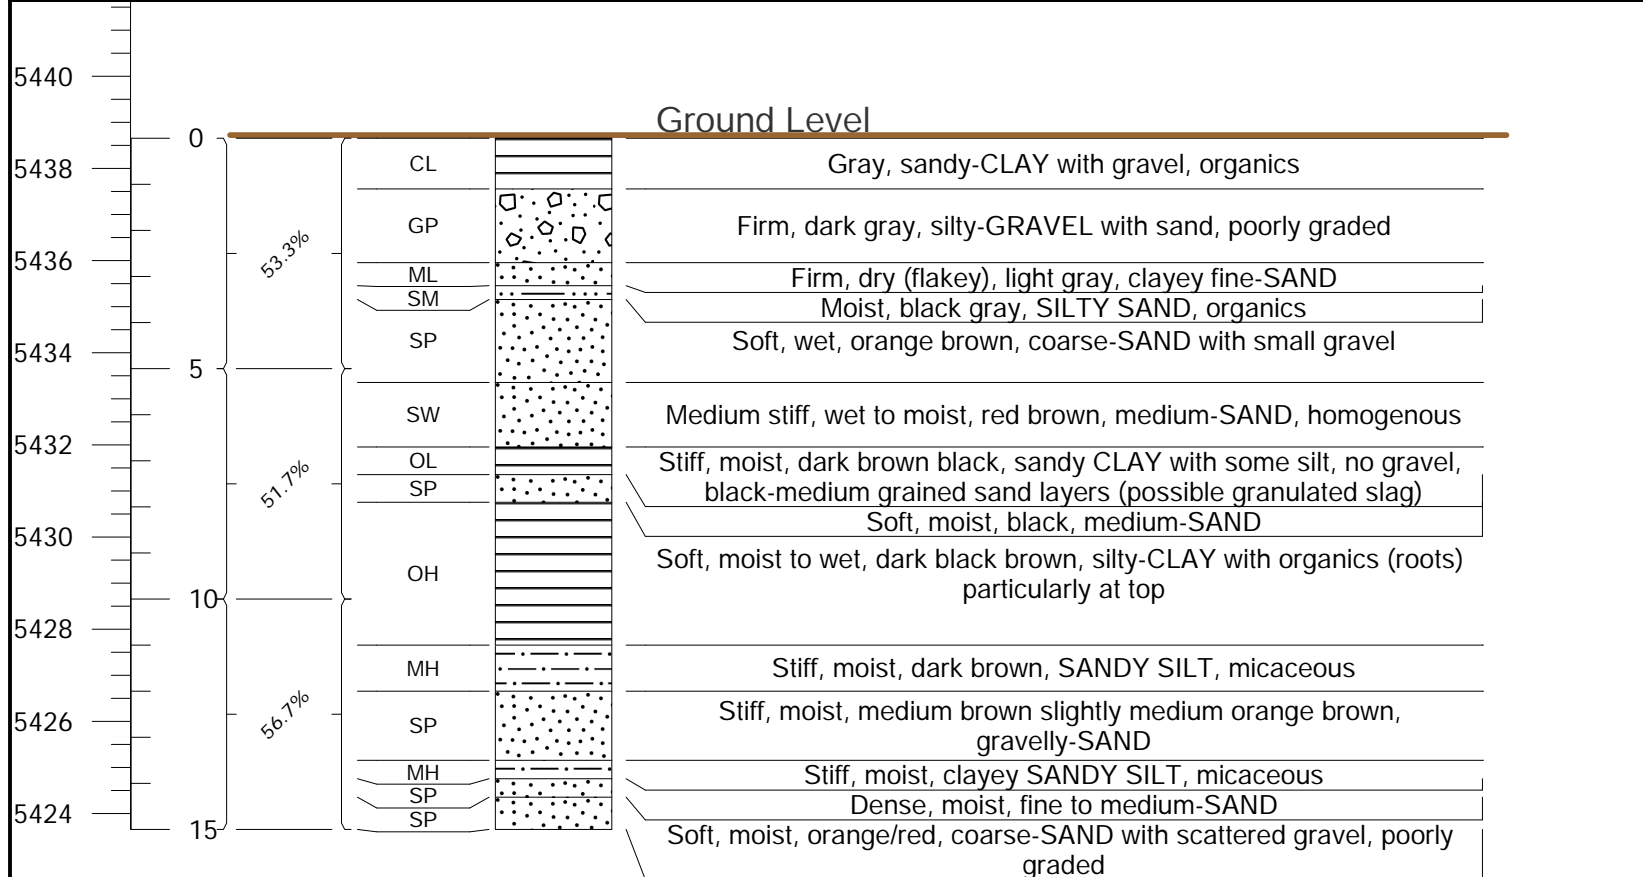 5440
Ground Level
0
CL
Gray, sandy-CLAY with gravel, organics
5438
GP
Firm, dark gray, silty-GRAVEL with sand, poorly graded
53.3%
5436
ML
Firm, dry (flakey), light gray, clayey fine-SAND
SM
Moist, black gray, SILTY SAND, organics
SP
Soft, wet, orange brown, coarse-SAND with small gravel
5434
5
SW
Medium stiff, wet to moist, red brown, medium-SAND, homogenous
5432
OL
Stiff, moist, dark brown black, sandy CLAY with some silt, no gravel,
black-medium grained sand layers (possible granulated slag)
51.7%
SP
Soft, moist, black, medium-SAND
5430
OH
Soft, moist to wet, dark black brown, silty-CLAY with organics (roots)
particularly at top
10
5428
MH
Stiff, moist, dark brown, SANDY SILT, micaceous
56.7%
5426
SP
Stiff, moist, medium brown slightly medium orange brown,
gravelly-SAND
MH
Stiff, moist, clayey SANDY SILT, micaceous
SP
Dense, moist, fine to medium-SAND
5424
SP
15
Soft, moist, orange/red, coarse-SAND with scattered gravel, poorly
graded